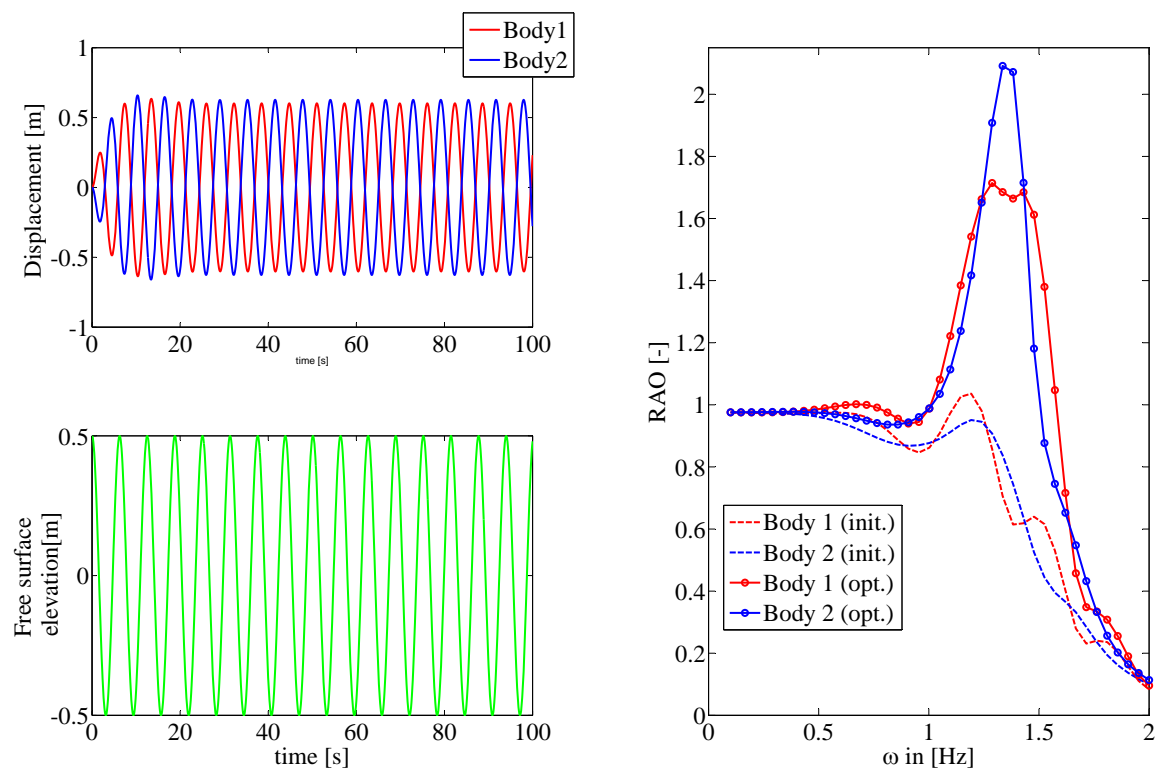 Body1
Body2
1
0.5
0
-0.5
-1
Displacement [m]
0 20 40 60 80 100
time [s]
0.5
0
-0.5
Free surface
elevation[m]
0 20 40 60 80 100
time [s]
2
1.8
1.6
1.4
1.2
1
0.8
0.6
0.4
0.2
0
RAO [-]
Body 1 (init.)
Body 2 (init.)
Body 1 (opt.)
Body 2 (opt.)
0 0.5 1 1.5 2
ω in [Hz]